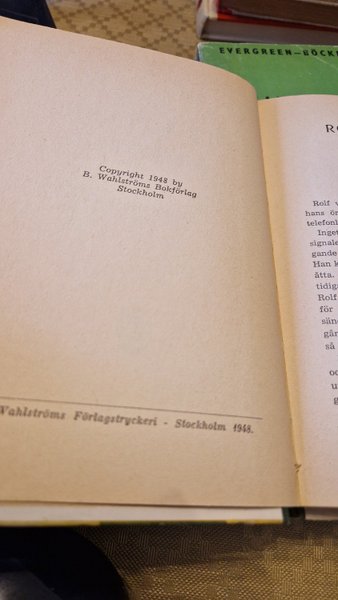 EVERGREEN—BÖCK
Copyright 1948 by
B. Wahlströms Bokförlag
Stockholm
Wahlströms Förlagstryckeri - Stockholm 1948.
Rolf v
hans ö
telefonl
Inget
signale
gande
Han k
åtta.
tidig
Rolf
för
sän
går
så
o
u
g